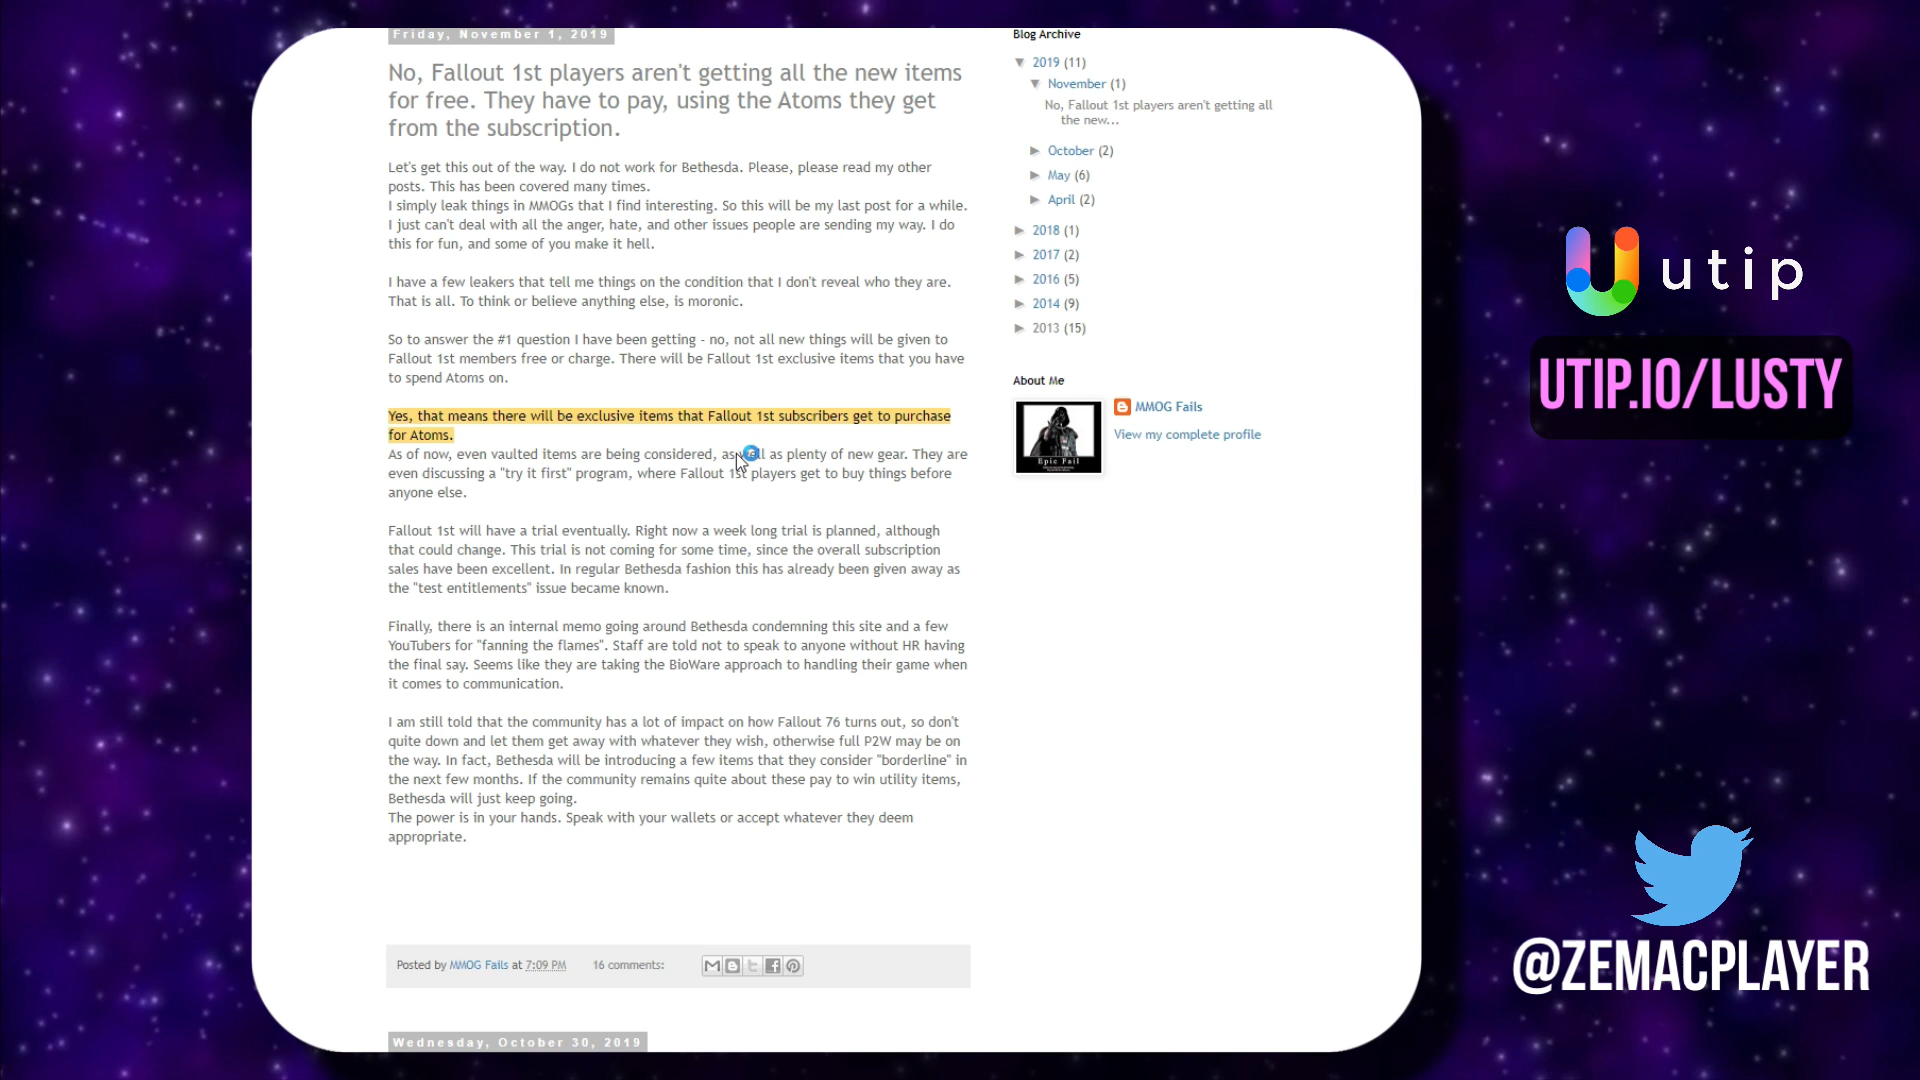 Friday, November 1, 2019
No, Fallout 1st players aren't getting all the new items
for free. They have to pay, using the Atoms they get
from the subscription.
Let's get this out of the way. I do not work for Bethesda. Please, please read my other
posts. This has been covered many times.
I simply leak things in MMOGs that I find interesting. So this will be my last post for a while.
I just can't deal with all the anger, hate, and other issues people are sending my way. I do
this for fun, and some of you make it hell.
I have a few leakers that tell me things on the condition that I don't reveal who they are.
That is all. To think or believe anything else, is moronic.
So to answer the #1 question I have been getting - no, not all new things will be given to
Fallout 1st members free or charge. There will be Fallout 1st exclusive items that you have
to spend Atoms on.
Yes, that means there will be exclusive items that Fallout 1st subscribers get to purchase
for Atoms.
As of now, even vaulted items are being considered, as well as plenty of new gear. They are
even discussing a "try it first" program, where Fallout 1st players get to buy things before
anyone else.
Fallout 1st will have a trial eventually. Right now a week long trial is planned, although
that could change. This trial is not coming for some time, since the overall subscription
sales have been excellent. In regular Bethesda fashion this has already been given away as
the "test entitlements" issue became known.
Finally, there is an internal memo going around Bethesda condemning this site and a few
YouTubers for "fanning the flames". Staff are told not to speak to anyone without HR having
the final say. Seems like they are taking the BioWare approach to handling their game when
it comes to communication.
I am still told that the community has a lot of impact on how Fallout 76 turns out, so don't
quite down and let them get away with whatever they wish, otherwise full P2W may be on
the way. In fact, Bethesda will be introducing a few items that they consider "borderline" in
the next few months. If the community remains quite about these pay to win utility items,
Bethesda will just keep going.
The power is in your hands. Speak with your wallets or accept whatever they deem
appropriate.
Posted by MMOG Fails at 7:09 PM 16 comments:
Wednesday, October 30, 2019
Blog Archive
▼ 2019 (11)
▼ November (1)
No, Fallout 1st players aren't getting all
the new...
► October (2)
► May (6)
► April (2)
► 2018 (1)
► 2017 (2)
► 2016 (5)
► 2014 (9)
► 2013 (15)
About Me
Epic Fail
MMOG Fails
View my complete profile
utip
UTIP.IO/LUSTY
@ZEMACPLAYER